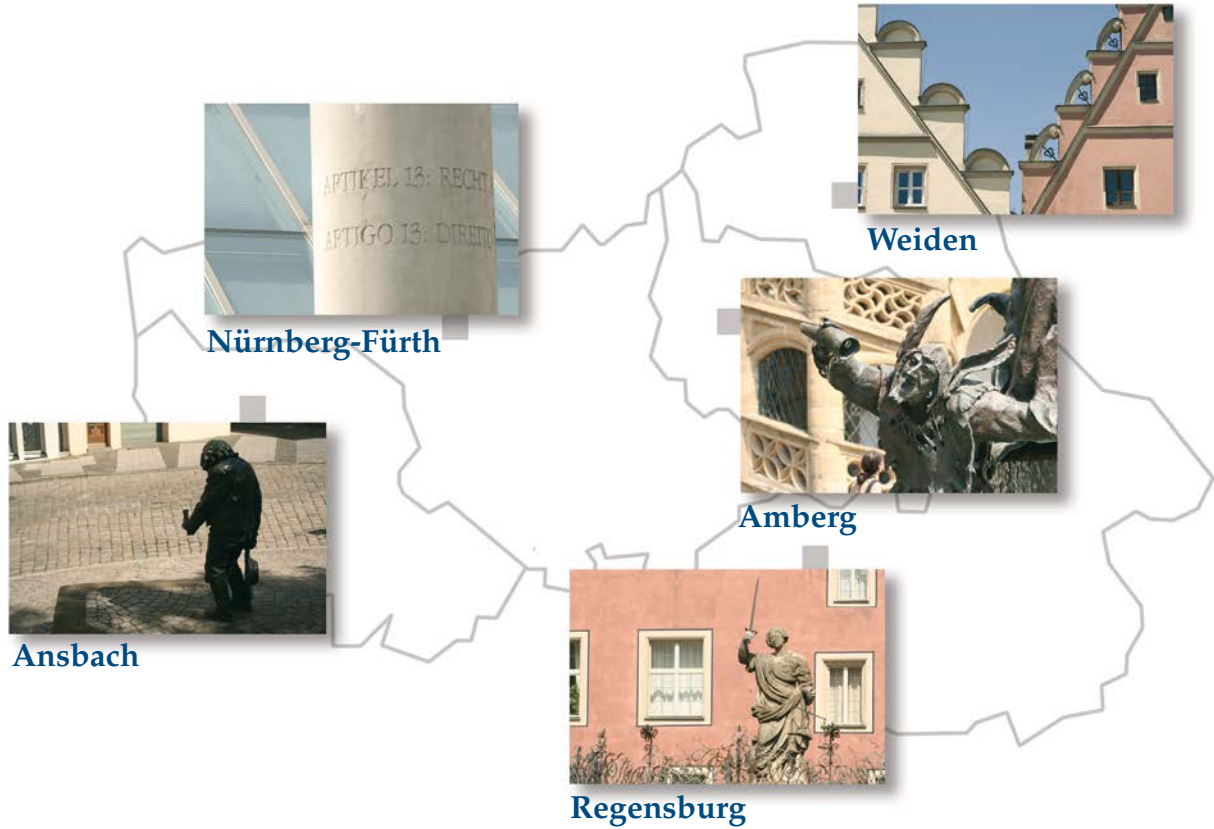 Weiden
ARTIKEL 13: RECHT
ARTIGO 13: DIREITO
Nürnberg-Fürth
Amberg
Ansbach
Regensburg